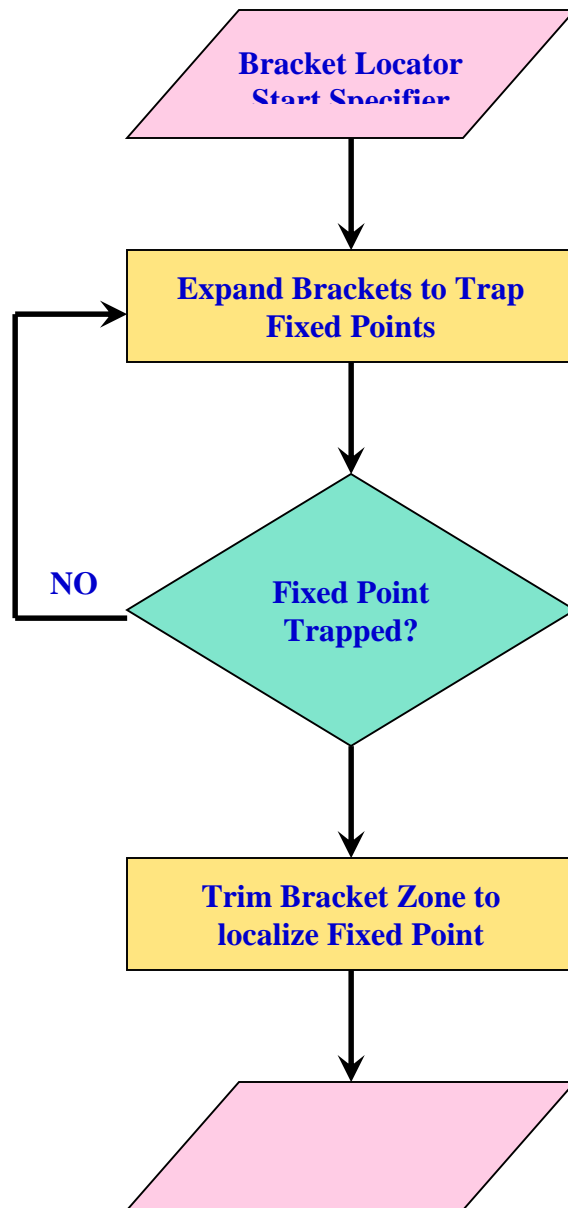 Bracket Locator
Start Specifier
Expand Brackets to Trap
Fixed Points
NO
Fixed Point
Trapped?
Trim Bracket Zone to
localize Fixed Point